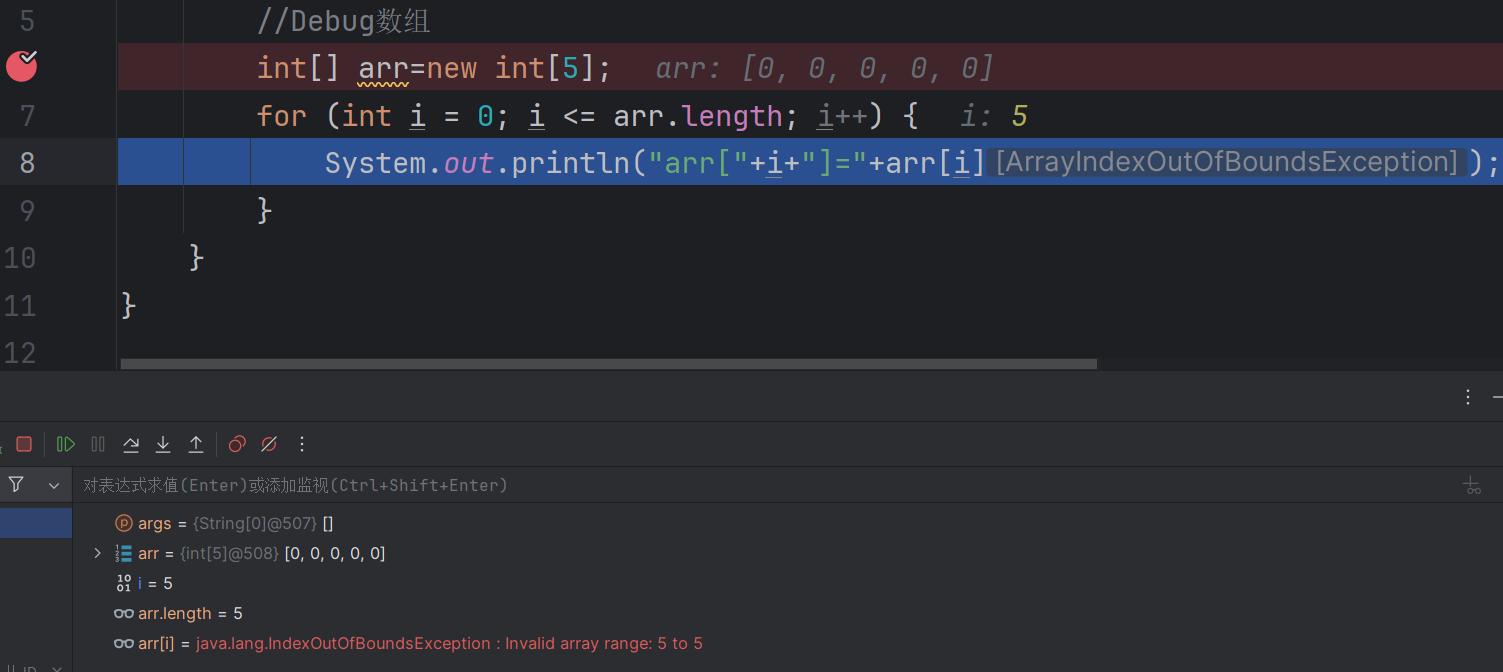 5 //Debug数组
int[] arr=new int[5]; arr: [0, 0, 0, 0, 0]
7 for (int i = 0; i <= arr.length; i++) { i: 5
8 System.out.println("arr["+i+"]="+arr[i] [ArrayIndexOutOfBoundsException] );
9 }
10 }
11 }
12
对表达式求值(Enter)或添加监视(Ctrl+Shift+Enter)
args = {String[0]@507} []
arr = {int[5]@508} [0, 0, 0, 0, 0]
i = 5
arr.length = 5
arr[i] = java.lang.IndexOutOfBoundsException : Invalid array range: 5 to 5